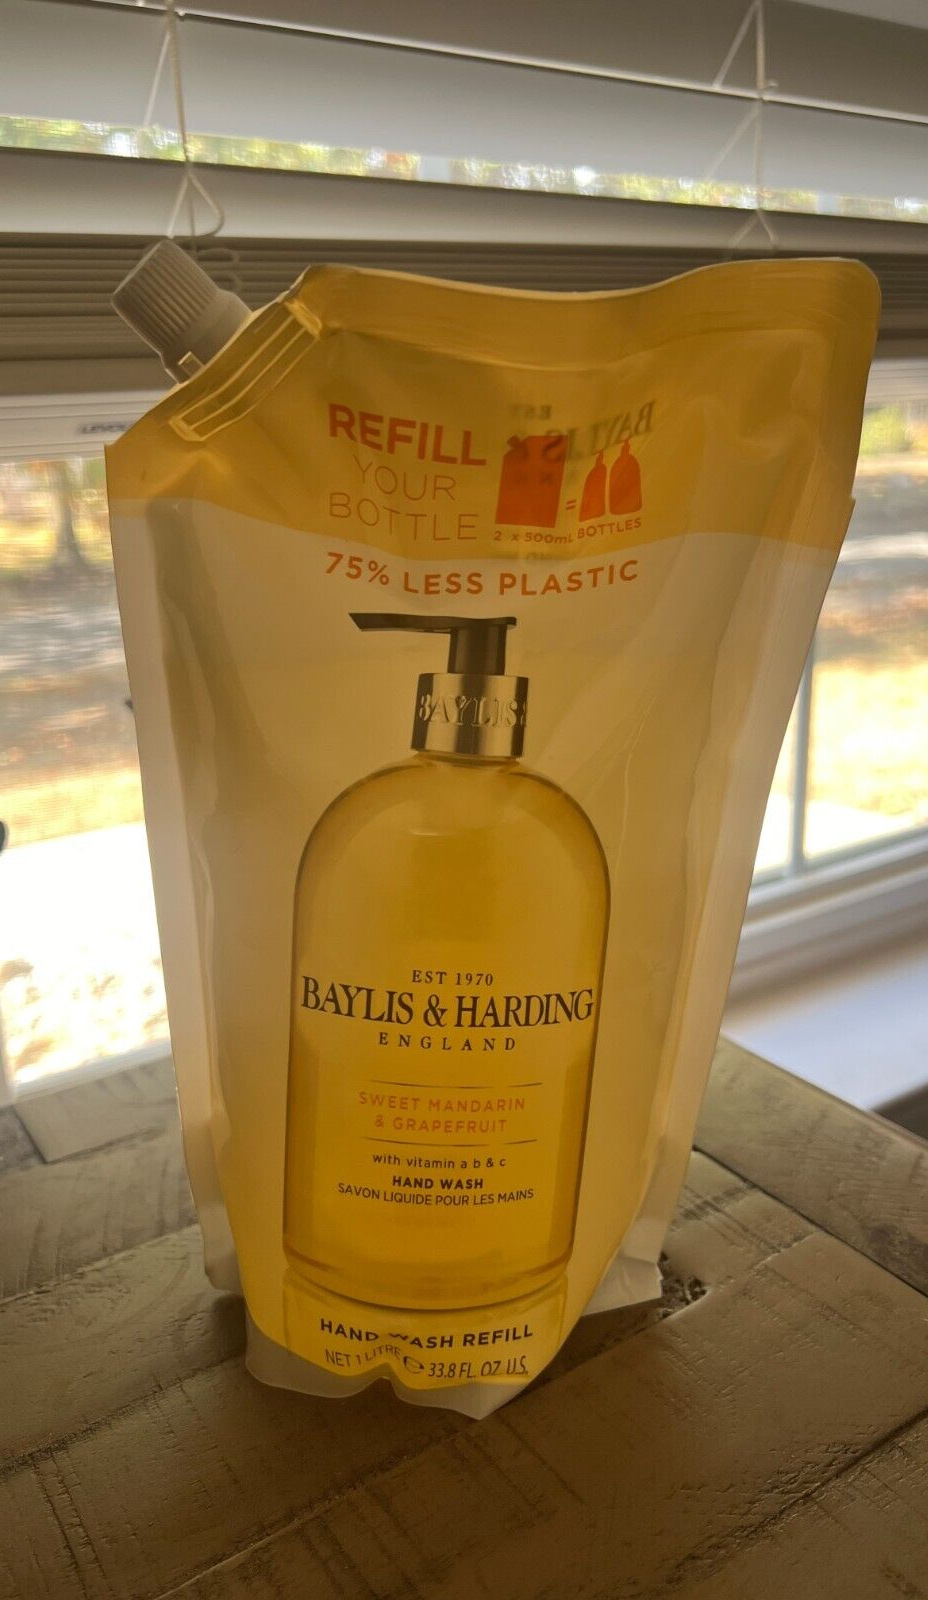 REFILL
YOUR
BOTTLE
=
2 x 500mL BOTTLES
75% LESS PLASTIC
BAYLIS &
EST 1970
BAYLIS & HARDING
ENGLAND
SWEET MANDARIN
& GRAPEFRUIT
with vitamin a b & c
HAND WASH
SAVON LIQUIDE POUR LES MAINS
HAND WASH REFILL
NET 1 LITRE ℮ 33.8 FL. OZ. U.S.